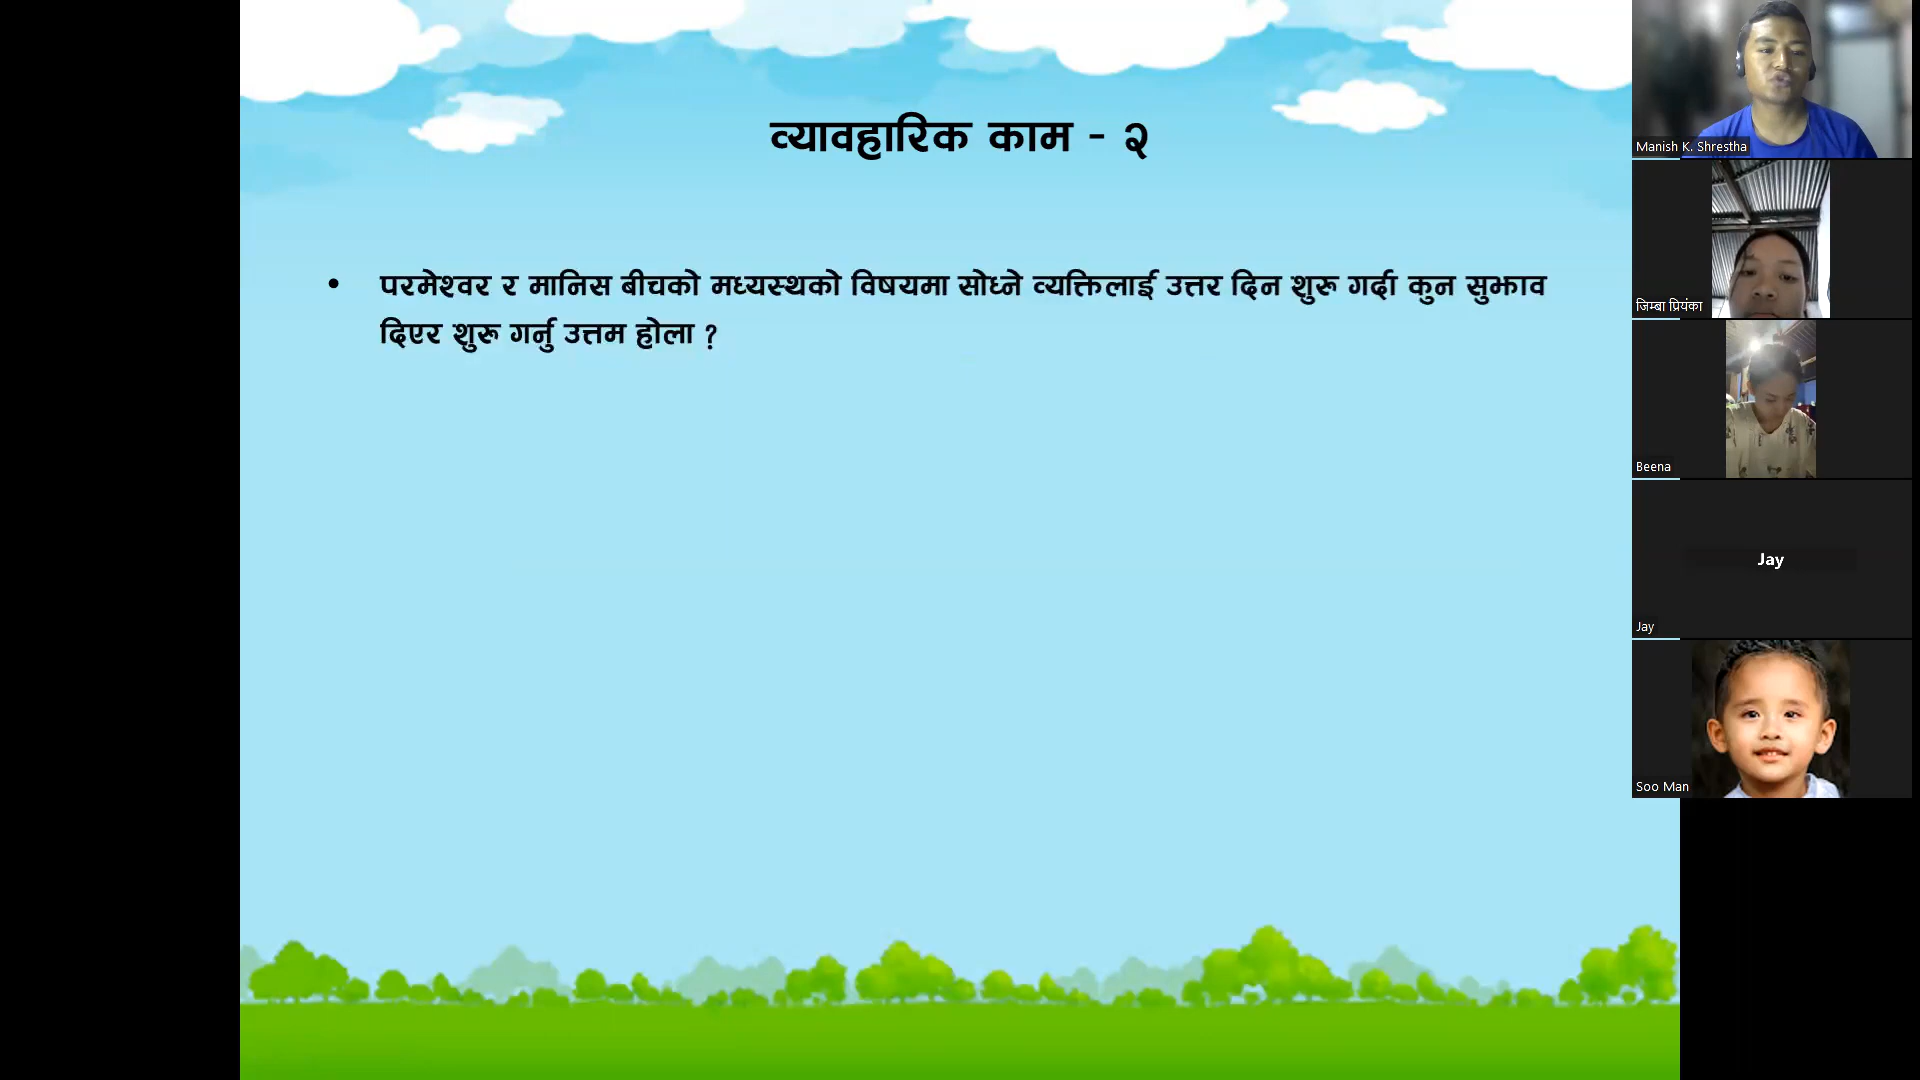 व्यावहारिक काम - २
• परमेश्वर र मानिस बीचको मध्यस्थको विषयमा सोध्ने व्यक्तिलाई उत्तर दिन शुरू गर्दा कुन सुझाव
दिएर शुरू गर्नु उत्तम होला ?
Manish K. Shrestha
जिम्बा प्रियंका
Beena
Jay
Jay
Soo Man